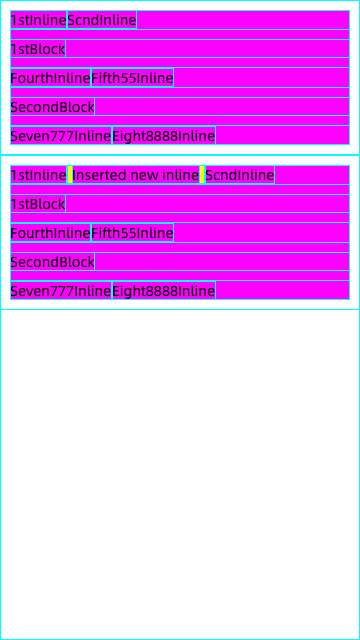 1stInlineScndInline
1stBlock
FourthInlineFifth55Inline
SecondBlock
Seven777InlineEight8888Inline
1stInline Inserted new inline ScndInline
1stBlock
FourthInlineFifth55Inline
SecondBlock
Seven777InlineEight8888Inline